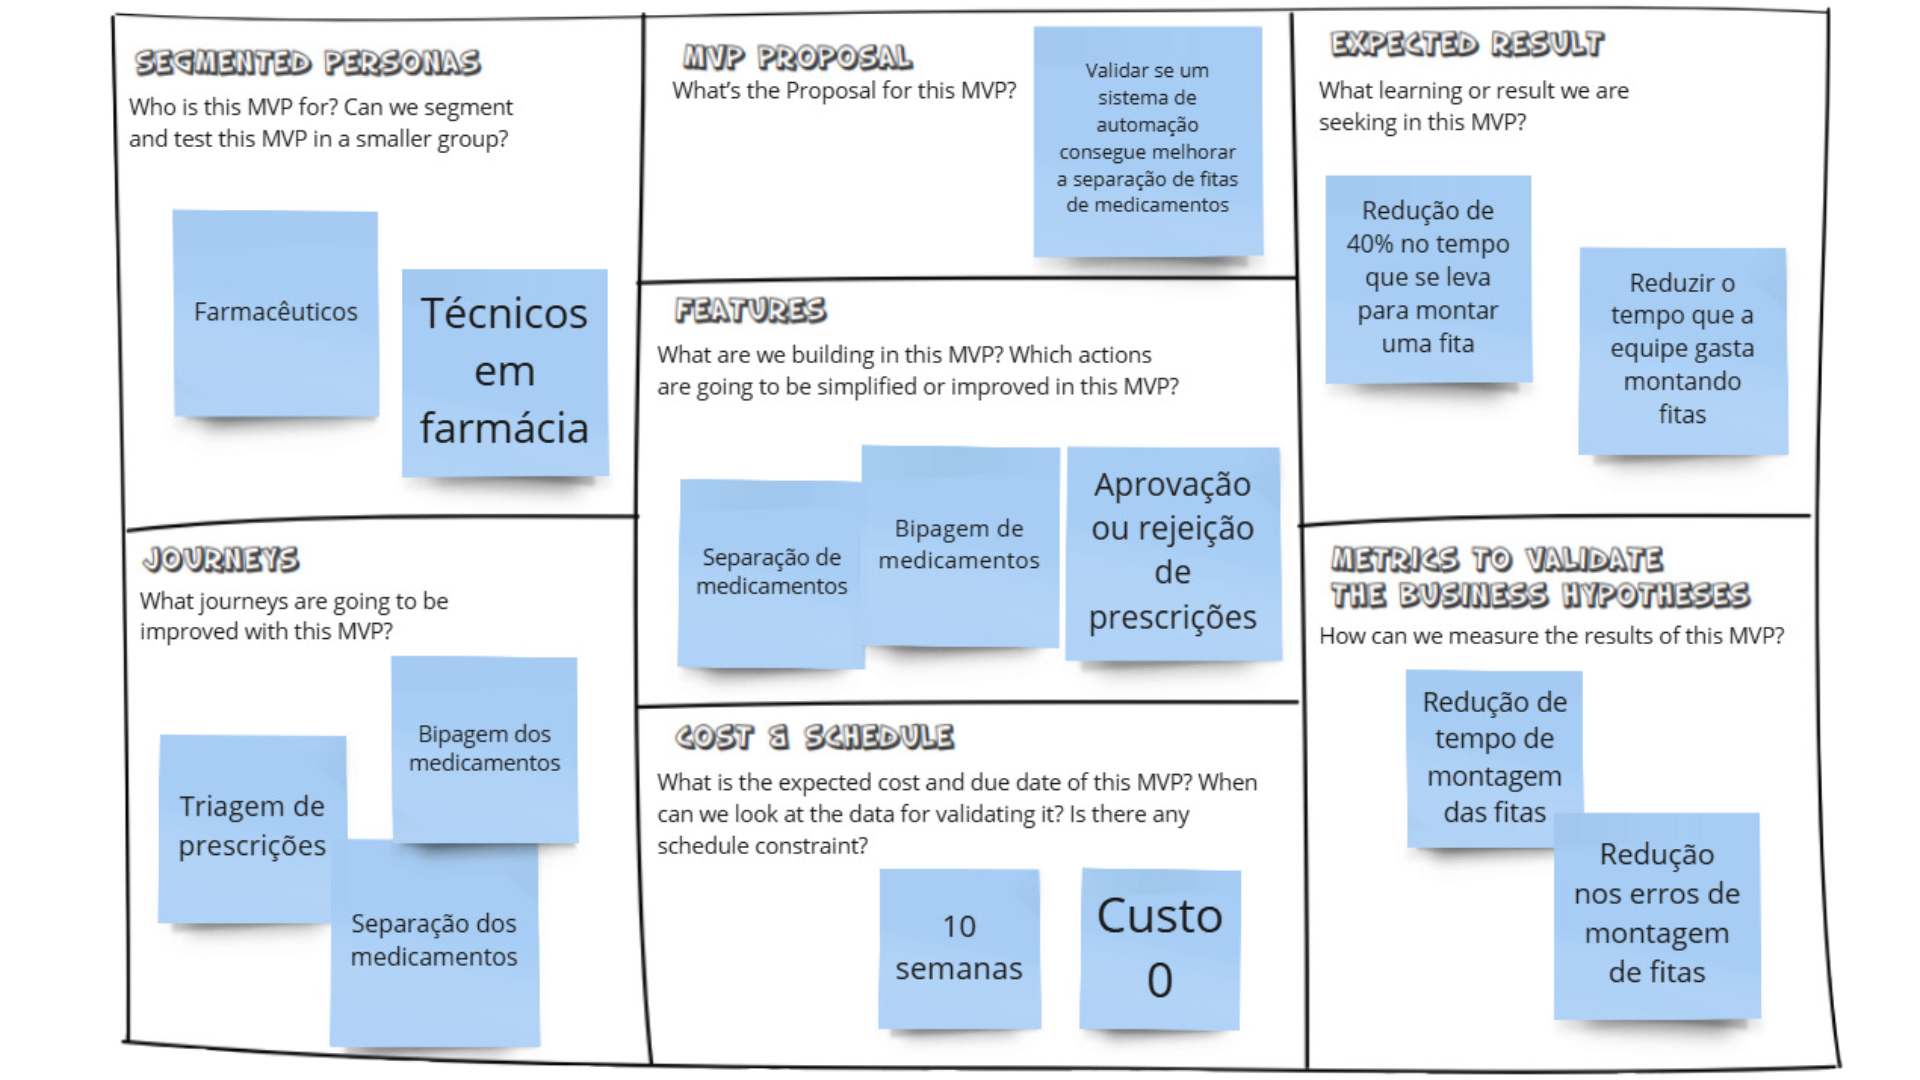 SEGMENTED PERSONAS
Who is this MVP for? Can we segment
and test this MVP in a smaller group?
Farmacêuticos
Técnicos
em
farmácia
MVP PROPOSAL
What's the Proposal for this MVP?
Validar se um
sistema de
automação
consegue melhorar
a separação de fitas
de medicamentos
EXPECTED RESULT
What learning or result we are
seeking in this MVP?
Redução de
40% no tempo
que se leva
para montar
uma fita
Reduzir o
tempo que a
equipe gasta
montando
fitas
FEATURES
What are we building in this MVP? Which actions
are going to be simplified or improved in this MVP?
Separação de
medicamentos
Bipagem de
medicamentos
Aprovação
ou rejeição
de
prescrições
JOURNEYS
What journeys are going to be
improved with this MVP?
Triagem de
prescrições
Bipagem dos
medicamentos
Separação dos
medicamentos
COST & SCHEDULE
What is the expected cost and due date of this MVP? When
can we look at the data for validating it? Is there any
schedule constraint?
10
semanas
Custo
0
METRICS TO VALIDATE
THE BUSINESS HYPOTHESES
How can we measure the results of this MVP?
Redução de
tempo de
montagem
das fitas
Redução
nos erros de
montagem
de fitas